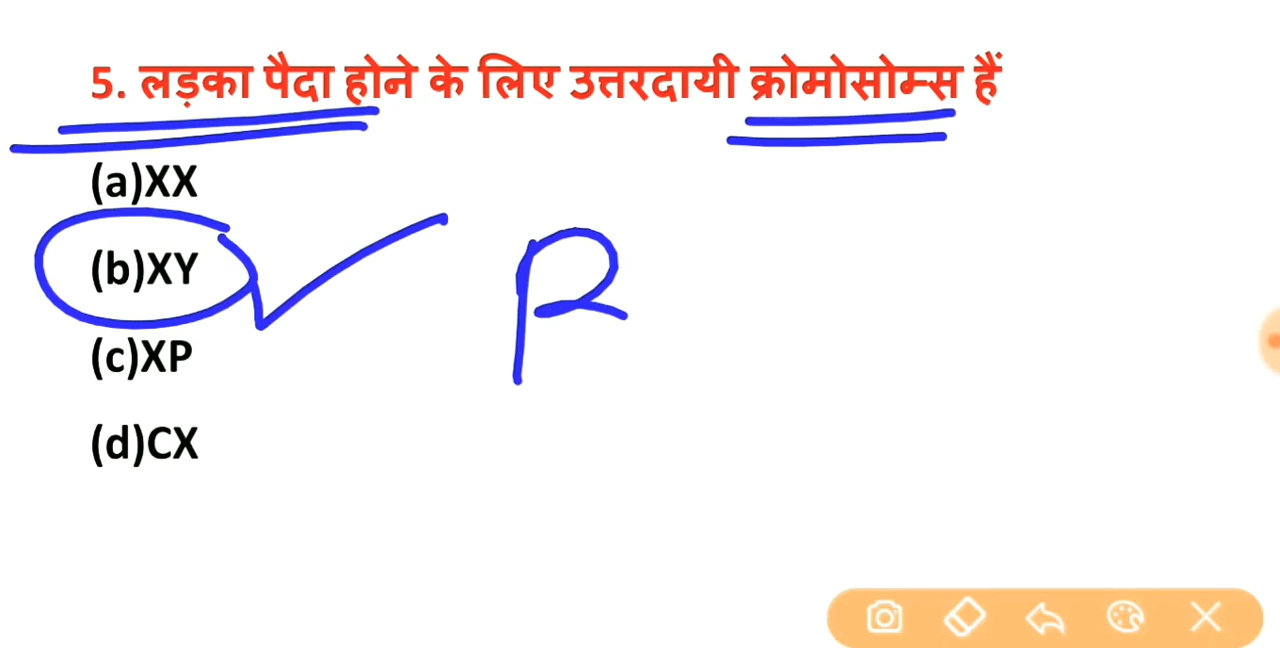 5. लड़का पैदा होने के लिए उत्तरदायी क्रोमोसोम्स हैं
(a)XX
(b)XY
(c)XP
(d)CX